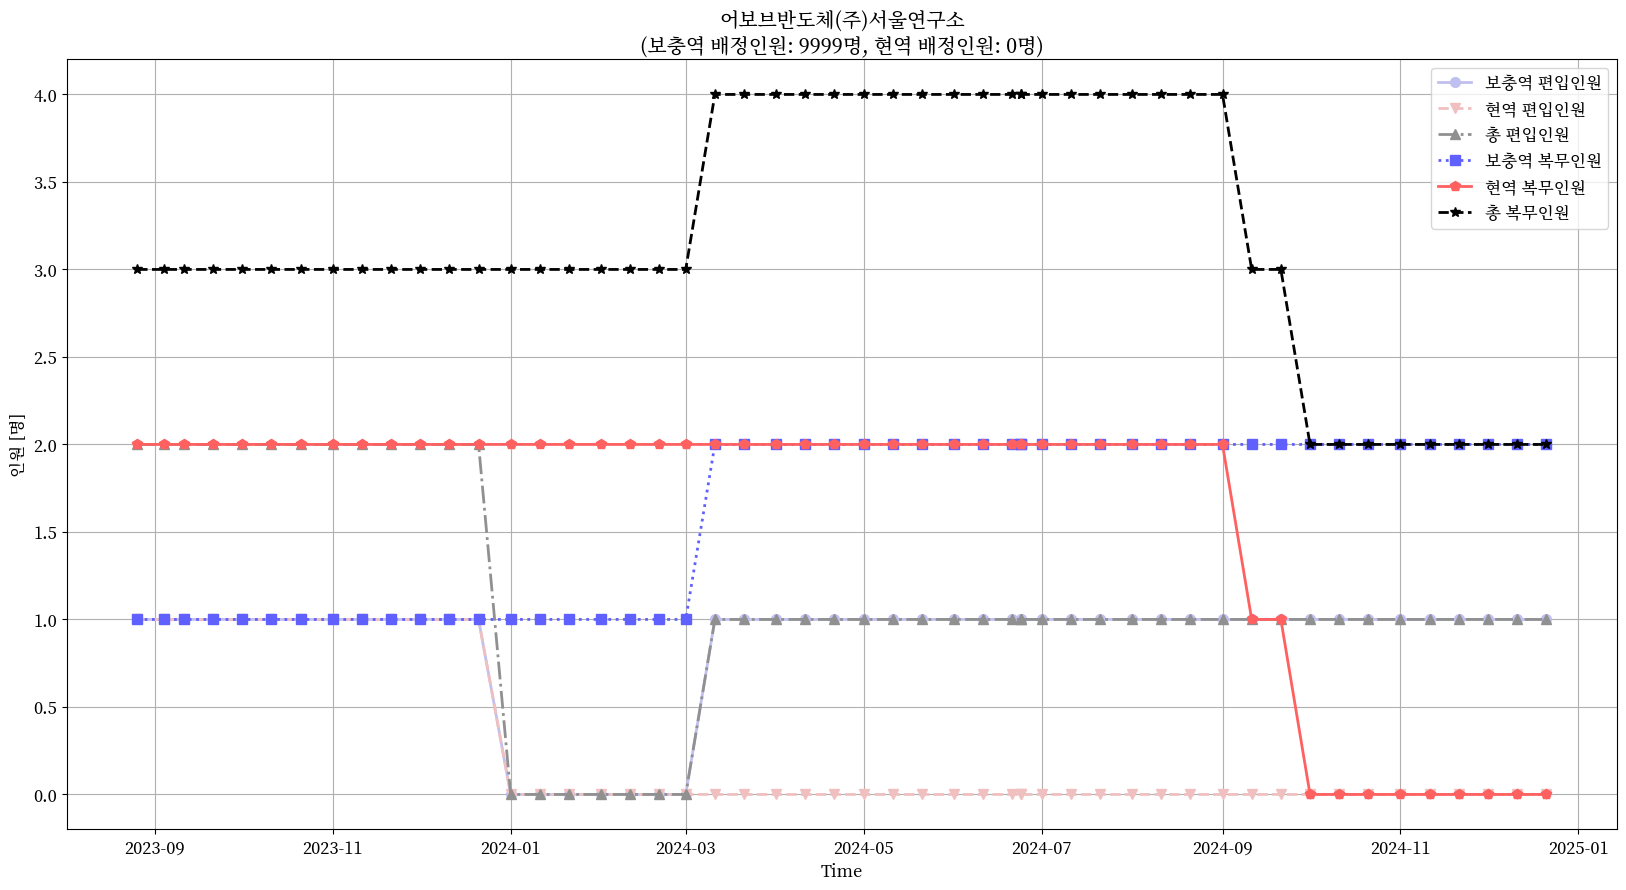 어보브반도체(주)서울연구소
(보충역 배정인원: 9999명, 현역 배정인원: 0명)
보충역 편입인원
현역 편입인원
총 편입인원
보충역 복무인원
현역 복무인원
총 복무인원
4.0
3.5
3.0
2.5
2.0
1.5
1.0
0.5
0.0
인원 [명]
2023-09
2023-11
2024-01
2024-03
2024-05
2024-07
2024-09
2024-11
2025-01
Time